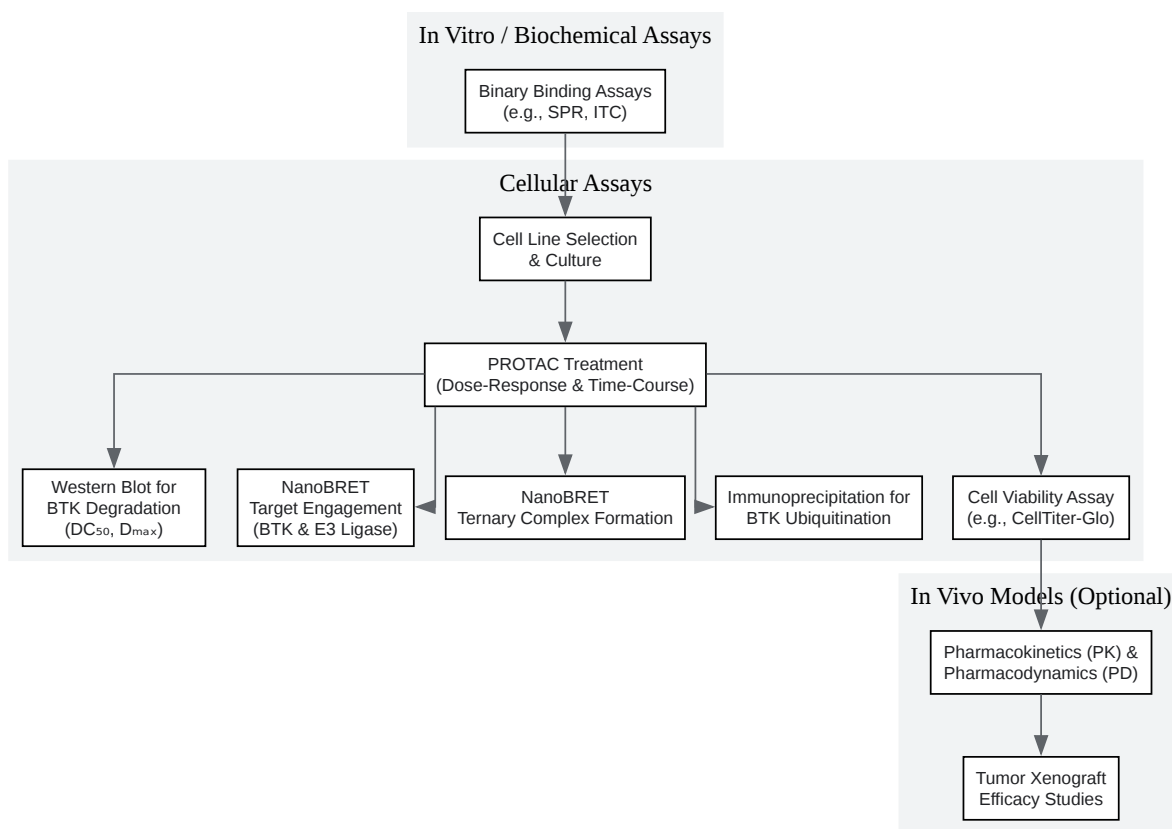 In Vitro / Biochemical Assays
Binary Binding Assays
(e.g., SPR, ITC)
Cellular Assays
Cell Line Selection
& Culture
PROTAC Treatment
(Dose-Response & Time-Course)
Western Blot for
BTK Degradation
(DC₅₀, Dₘₐₓ)
NanoBRET
Target Engagement
(BTK & E3 Ligase)
NanoBRET
Ternary Complex Formation
Immunoprecipitation for
BTK Ubiquitination
Cell Viability Assay
(e.g., CellTiter-Glo)
In Vivo Models (Optional)
Pharmacokinetics (PK) &
Pharmacodynamics (PD)
Tumor Xenograft
Efficacy Studies